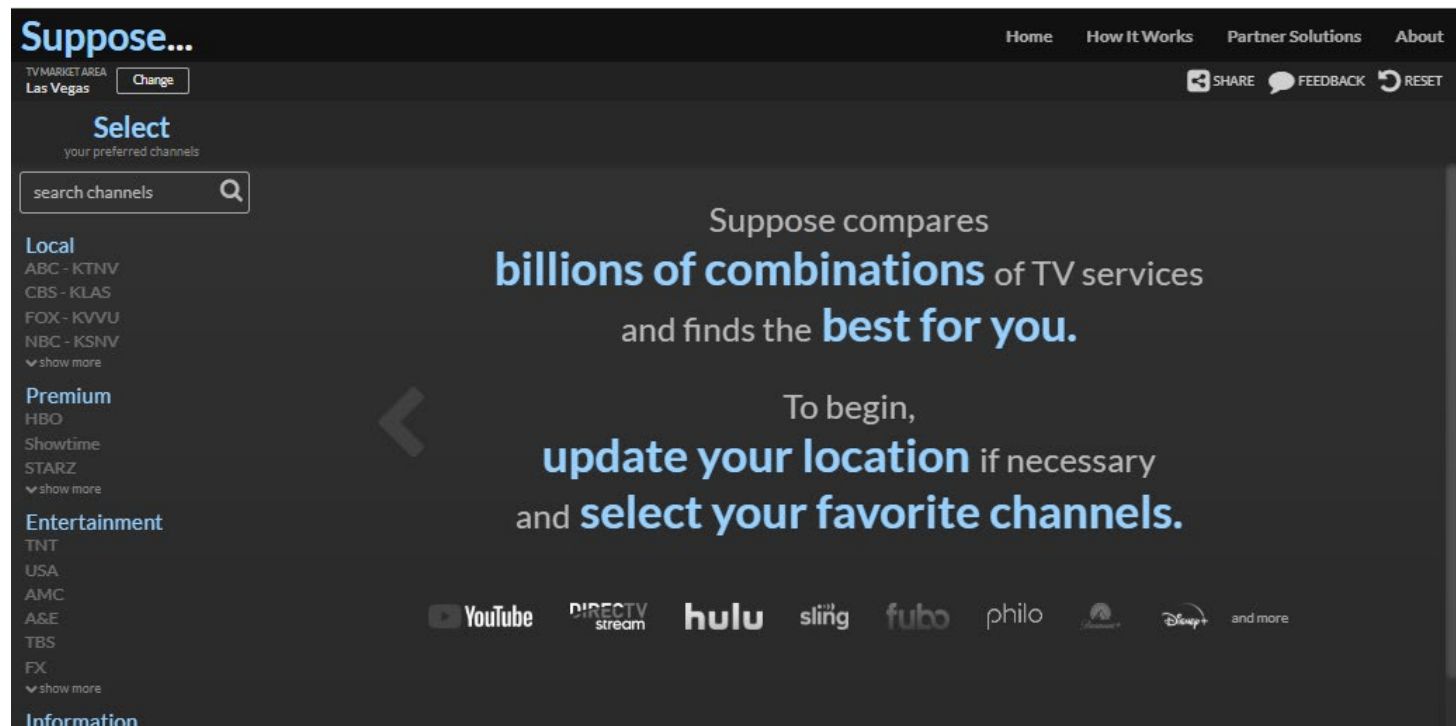 Suppose...
Home How It Works Partner Solutions About
TV MARKET AREA
Las Vegas
Change
SHARE FEEDBACK RESET
Select
your preferred channels
search channels
Local
ABC - KTNV
CBS - KLAS
FOX - KVVU
NBC - KSNV
show more
Premium
HBO
Showtime
STARZ
show more
Entertainment
TNT
USA
AMC
A&E
TBS
FX
show more
Information
Suppose compares
billions of combinations of TV services
and finds the best for you.
To begin,
update your location if necessary
and select your favorite channels.
YouTube DIRECTV stream hulu sling fubo philo Paramount+ Disney+ and more